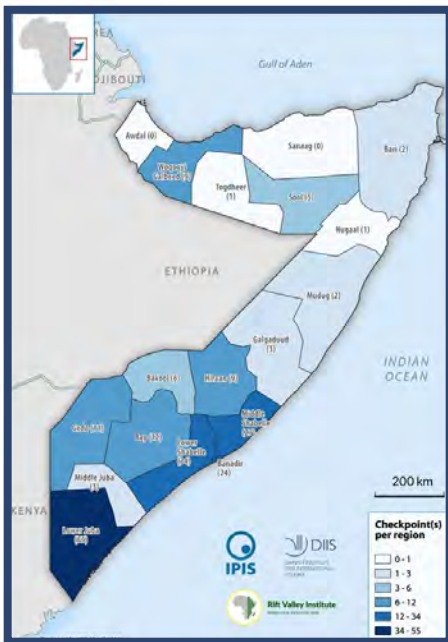 DJIBOUTI
Gulf of Aden
Awdal (0)
Sanaag (0)
Bari (2)
Woqooyi
Galbeed
Togdheer
(1)
Sool (5)
Nugaal (1)
ETHIOPIA
Mudug (2)
Galgaduud
INDIAN
OCEAN
Bakool
Hiraan
Gedo
Bay
Middle
Shabelle
Lower
Shabelle
Banadir
(24)
Middle Juba
KENYA
Lower Juba
200 km
Checkpoint(s)
per region
0 - 1
1 - 3
3 - 6
6 - 12
12 - 34
34 - 55
IPIS
DIIS
Rift Valley Institute